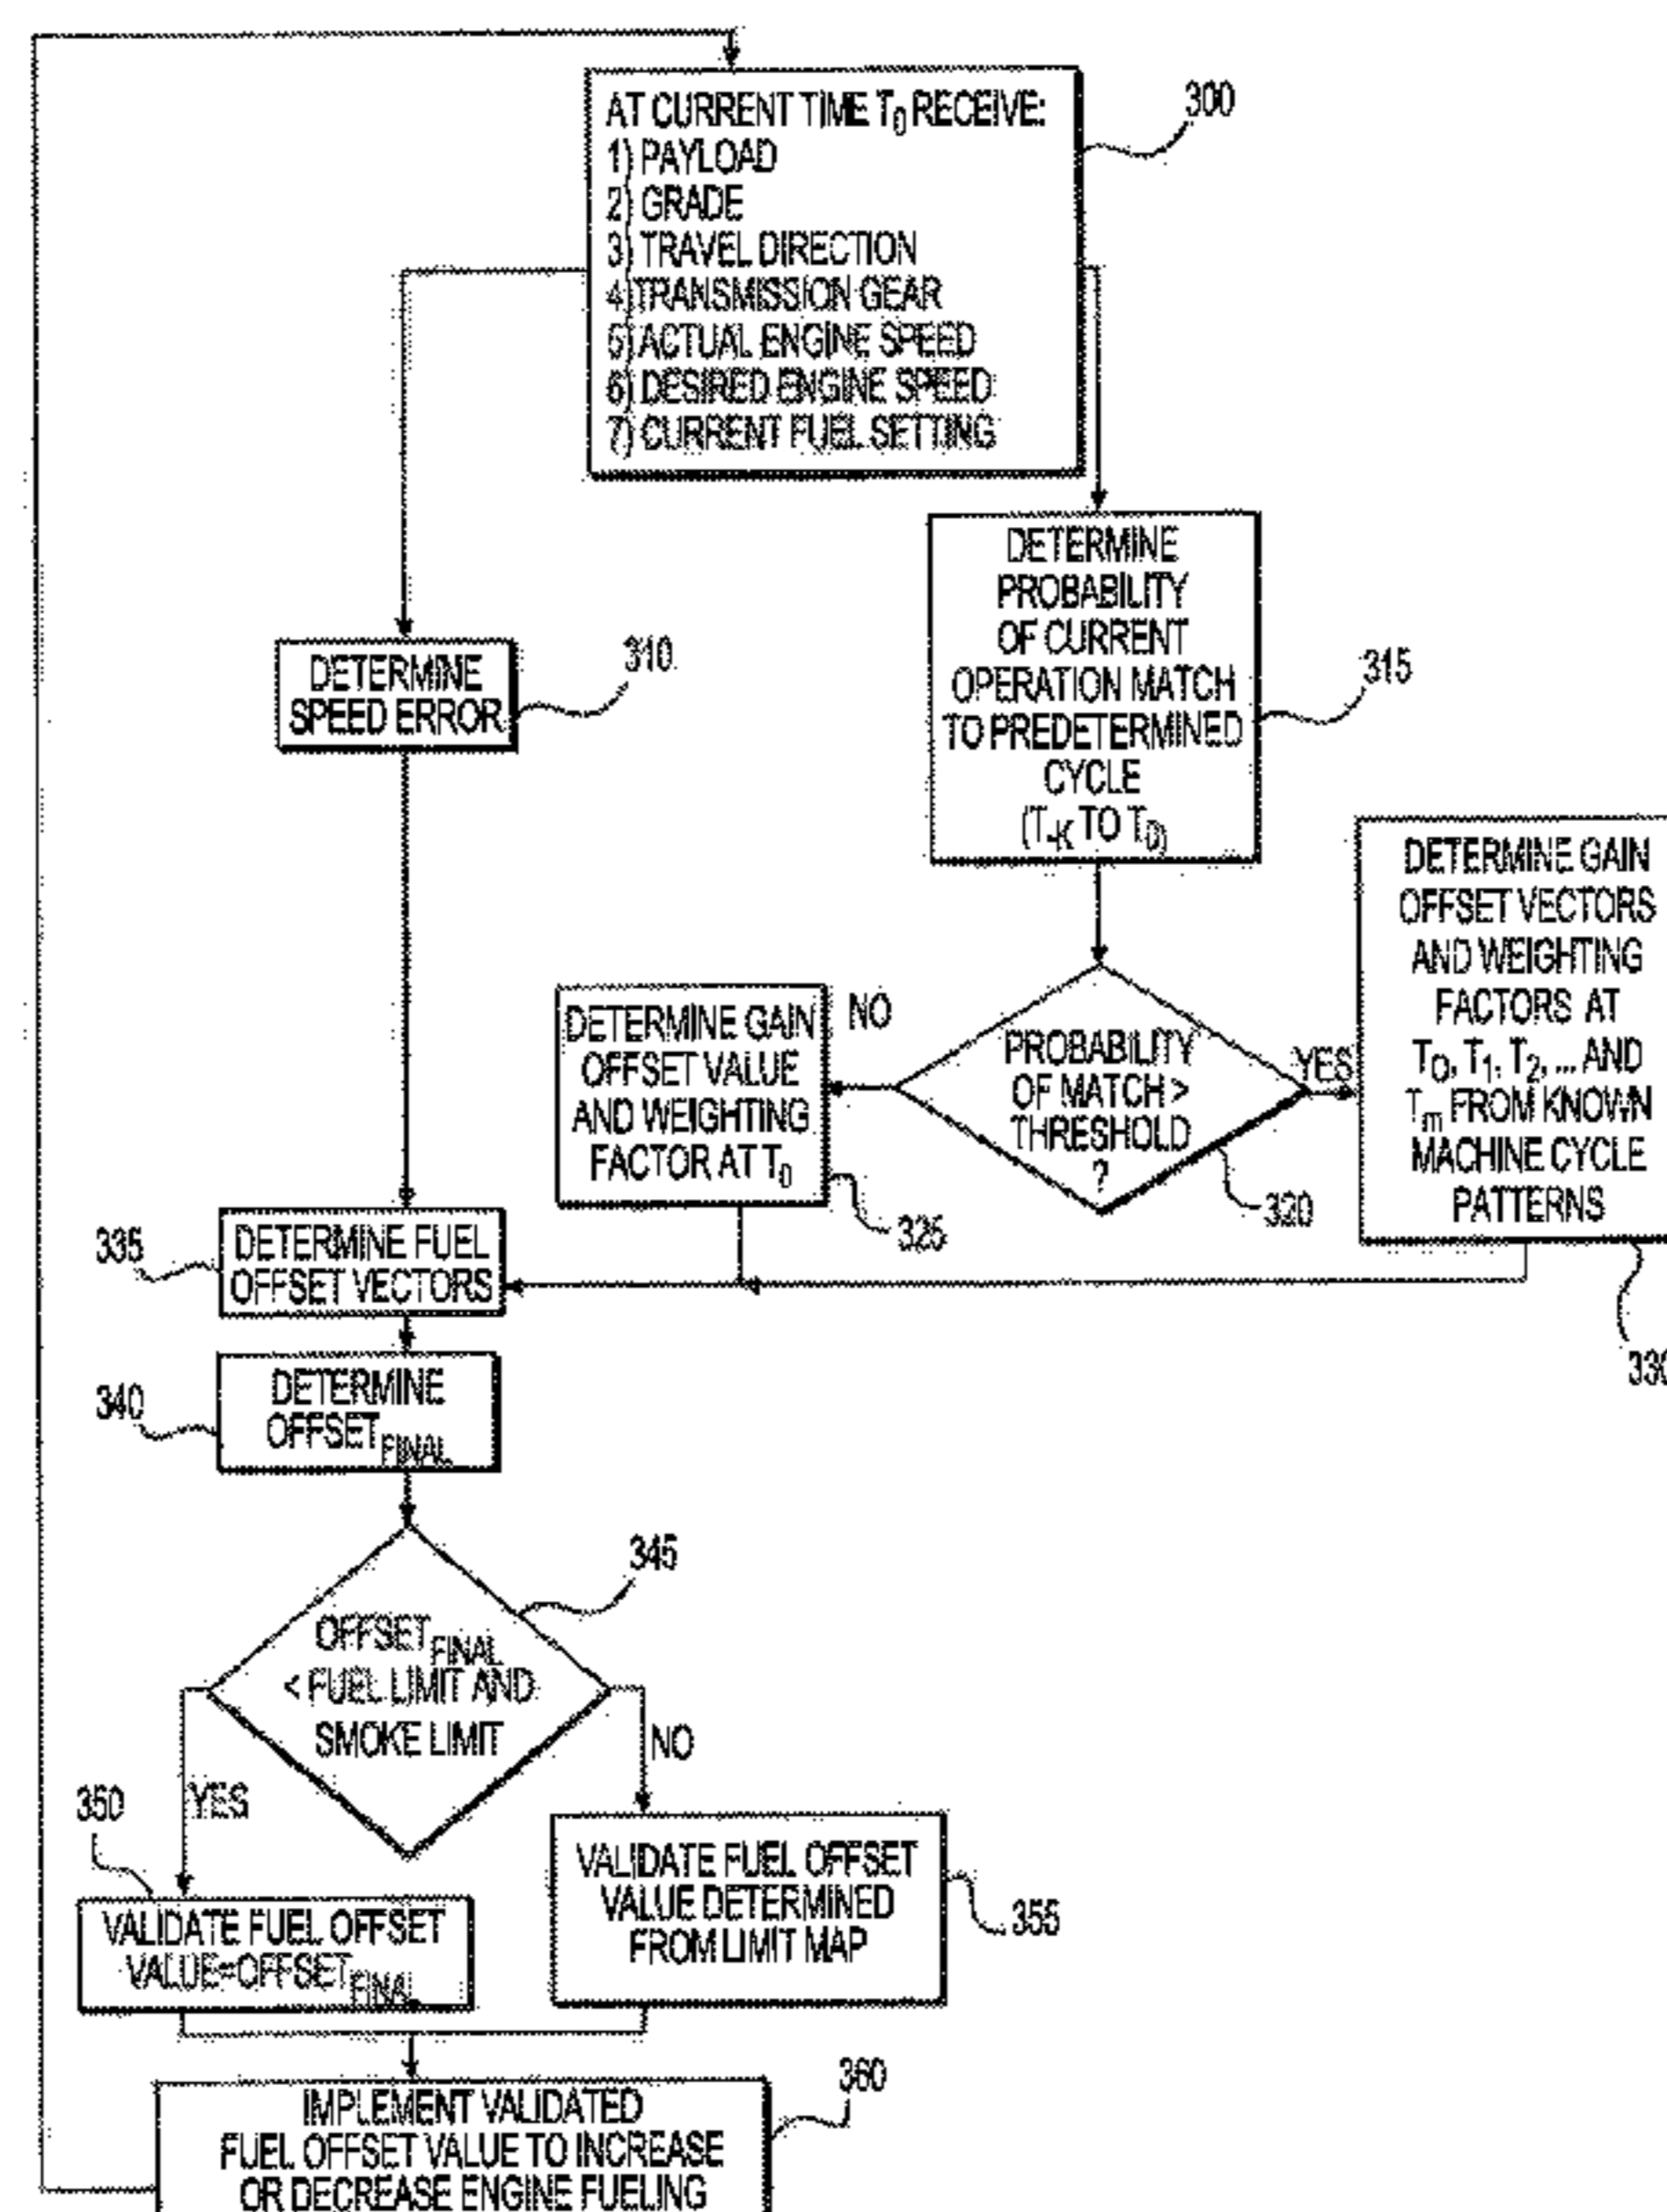 AT CURRENT TIME T0 RECEIVE:
1) PAYLOAD
2) GRADE
3) TRAVEL DIRECTION
4) TRANSMISSION GEAR
5) ACTUAL ENGINE SPEED
6) DESIRED ENGINE SPEED
7) CURRENT FUEL SETTING
300
DETERMINE
SPEED ERROR
310
DETERMINE
PROBABILITY
OF CURRENT
OPERATION MATCH
TO PREDETERMINED
CYCLE
(T-K TO T0)
315
PROBABILITY
OF MATCH >
THRESHOLD
?
320
NO
YES
DETERMINE GAIN
OFFSET VALUE
AND WEIGHTING
FACTOR AT T0
325
DETERMINE GAIN
OFFSET VECTORS
AND WEIGHTING
FACTORS AT
T0, T1, T2, ... AND
Tm FROM KNOWN
MACHINE CYCLE
PATTERNS
330
335
DETERMINE FUEL
OFFSET VECTORS
340
DETERMINE
OFFSETFINAL
345
OFFSETFINAL
< FUEL LIMIT AND
SMOKE LIMIT
YES
NO
350
VALIDATE FUEL OFFSET
VALUE=OFFSETFINAL
VALIDATE FUEL OFFSET
VALUE DETERMINED
FROM LIMIT MAP
355
360
IMPLEMENT VALIDATED
FUEL OFFSET VALUE TO INCREASE
OR DECREASE ENGINE FUELING